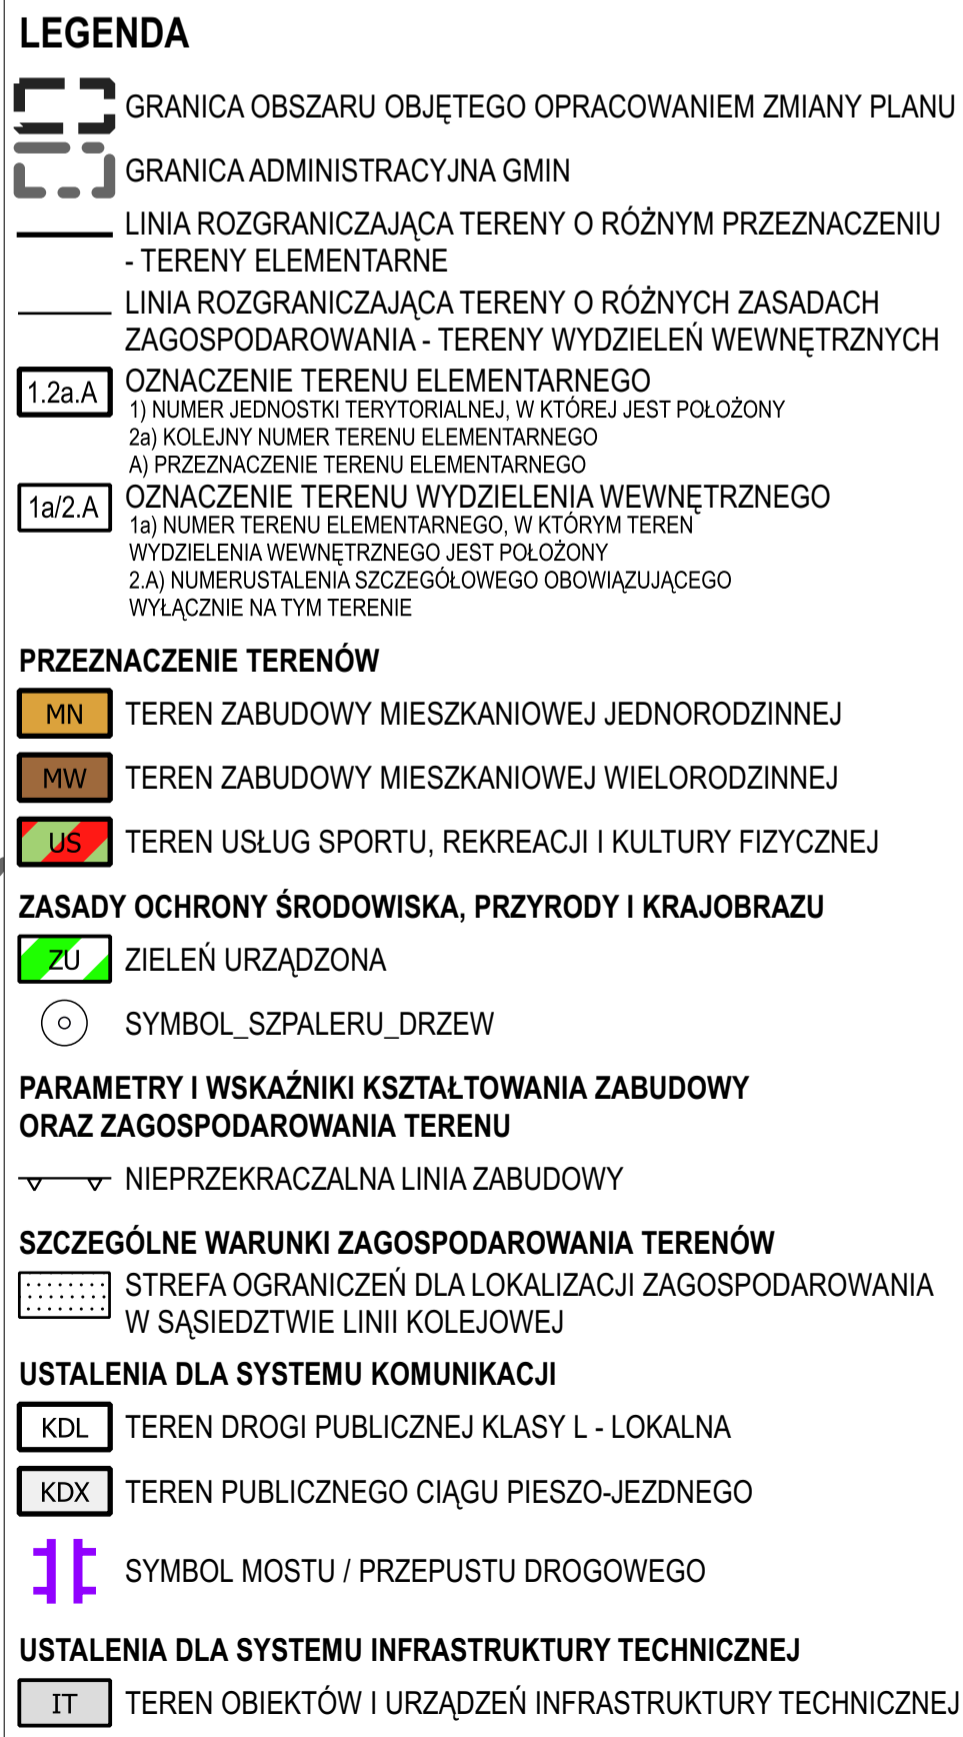 LEGENDA
GRANICA OBSZARU OBJĘTEGO OPRACOWANIEM ZMIANY PLANU
GRANICA ADMINISTRACYJNA GMIN
LINIA ROZGRANICZAJĄCA TERENY O RÓŻNYM PRZEZNACZENIU
- TERENY ELEMENTARNE
LINIA ROZGRANICZAJĄCA TERENY O RÓŻNYCH ZASADACH
ZAGOSPODAROWANIA - TERENY WYDZIELEŃ WEWNĘTRZNYCH
1.2a.A OZNACZENIE TERENU ELEMENTARNEGO
1) NUMER JEDNOSTKI TERYTORIALNEJ, W KTÓREJ JEST POŁOŻONY
2a) KOLEJNY NUMER TERENU ELEMENTARNEGO
A) PRZEZNACZENIE TERENU ELEMENTARNEGO
1a/2.A OZNACZENIE TERENU WYDZIELENIA WEWNĘTRZNEGO
1a) NUMER TERENU ELEMENTARNEGO, W KTÓRYM TEREN
WYDZIELENIA WEWNĘTRZNEGO JEST POŁOŻONY
2.A) NUMERUSTALENIA SZCZEGÓŁOWEGO OBOWIĄZUJĄCEGO
WYŁĄCZNIE NA TYM TERENIE
PRZEZNACZENIE TERENÓW
MN TEREN ZABUDOWY MIESZKANIOWEJ JEDNORODZINNEJ
MW TEREN ZABUDOWY MIESZKANIOWEJ WIELORODZINNEJ
US TEREN USŁUG SPORTU, REKREACJI I KULTURY FIZYCZNEJ
ZASADY OCHRONY ŚRODOWISKA, PRZYRODY I KRAJOBRAZU
ZU ZIELEŃ URZĄDZONA
SYMBOL_SZPALERU_DRZEW
PARAMETRY I WSKAŹNIKI KSZTAŁTOWANIA ZABUDOWY
ORAZ ZAGOSPODAROWANIA TERENU
NIEPRZEKRACZALNA LINIA ZABUDOWY
SZCZEGÓLNE WARUNKI ZAGOSPODAROWANIA TERENÓW
STREFA OGRANICZEŃ DLA LOKALIZACJI ZAGOSPODAROWANIA
W SĄSIEDZTWIE LINII KOLEJOWEJ
USTALENIA DLA SYSTEMU KOMUNIKACJI
KDL TEREN DROGI PUBLICZNEJ KLASY L - LOKALNA
KDX TEREN PUBLICZNEGO CIĄGU PIESZO-JEZDNEGO
SYMBOL MOSTU / PRZEPUSTU DROGOWEGO
USTALENIA DLA SYSTEMU INFRASTRUKTURY TECHNICZNEJ
IT TEREN OBIEKTÓW I URZĄDZEŃ INFRASTRUKTURY TECHNICZNEJ